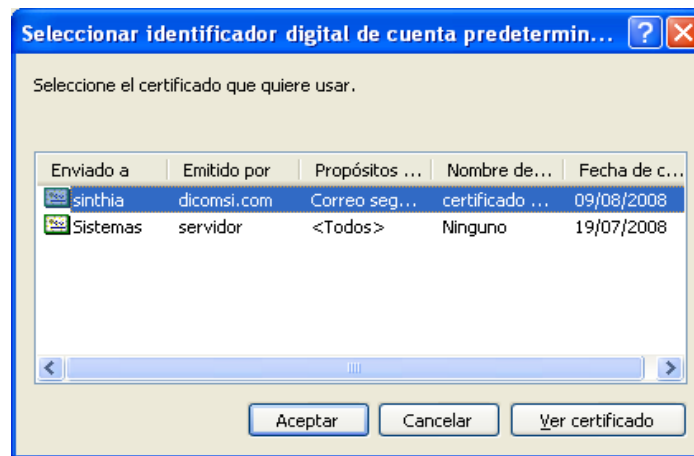 Seleccionar identificador digital de cuenta predetermin...
Seleccione el certificado que quiere usar.
Enviado a Emitido por Propósitos ... Nombre de... Fecha de c...
sinthia dicomsi.com Correo seg... certificado ... 09/08/2008
Sistemas servidor <Todos> Ninguno 19/07/2008
Aceptar Cancelar Ver certificado